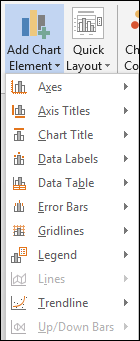 Add Chart Quick Ch
Element Layout Co
Axes
Axis Titles
Chart Title
Data Labels
Data Table
Error Bars
Gridlines
Legend
Lines
Trendline
Up/Down Bars